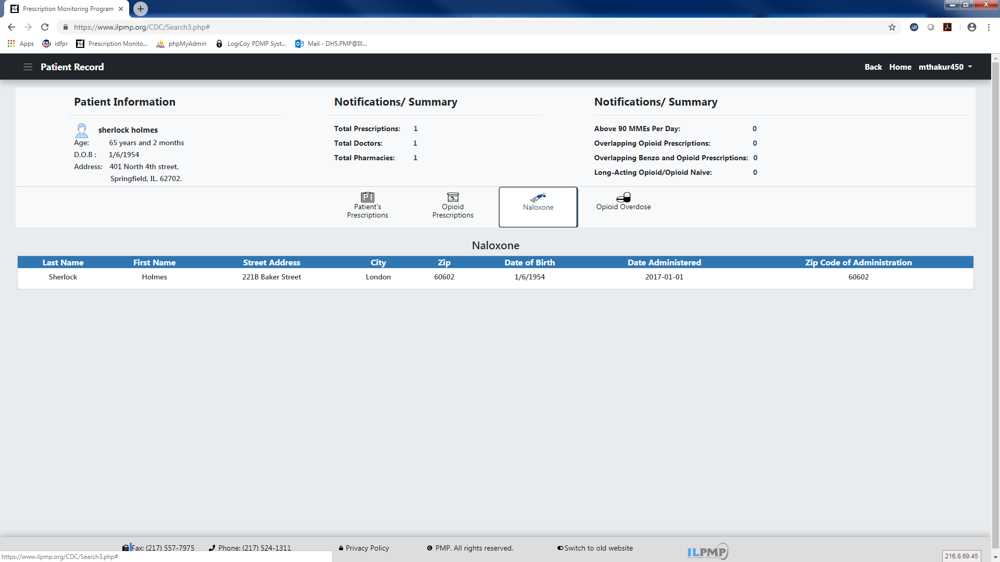 Prescription Monitoring Program
https://www.ilpmp.org/CDC/Search3.php#
Apps idfpr Prescription Monito... phpMyAdmin LogiCoy PDMP Syst... Mail - DHS.PMP@Ill...
Patient Record Back Home mthakur450
Patient Information
sherlock holmes
Age: 65 years and 2 months
D.O.B : 1/6/1954
Address: 401 North 4th street,
Springfield, IL. 62702.
Notifications/ Summary
Total Prescriptions: 1
Total Doctors: 1
Total Pharmacies: 1
Notifications/ Summary
Above 90 MMEs Per Day: 0
Overlapping Opioid Prescriptions: 0
Overlapping Benzo and Opioid Prescriptions: 0
Long-Acting Opioid/Opioid Naive: 0
Patient's
Prescriptions
Opioid
Prescriptions
Naloxone
Opioid Overdose
Naloxone
Last Name First Name Street Address City Zip Date of Birth Date Administered Zip Code of Administration
Sherlock Holmes 221B Baker Street London 60602 1/6/1954 2017-01-01 60602
Fax: (217) 557-7975 Phone: (217) 524-1311 Privacy Policy PMP. All rights reserved. Switch to old website ILPMP
https://www.ilpmp.org/CDC/Search3.php#
216.8.69.45